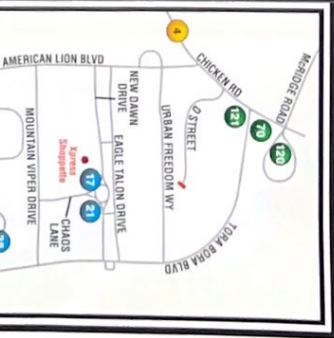 4
CHICKEN RD
MCRIDGE ROAD
AMERICAN LION BLVD
NEW DAWN
DRIVE
URBAN FREEDOM WY
Q STREET
121
70
120
MOUNTAIN VIPER DRIVE
EAGLE TALON DRIVE
Xpress
Shoppette
17
21
CHAOS
LANE
TORA BORA BLVD